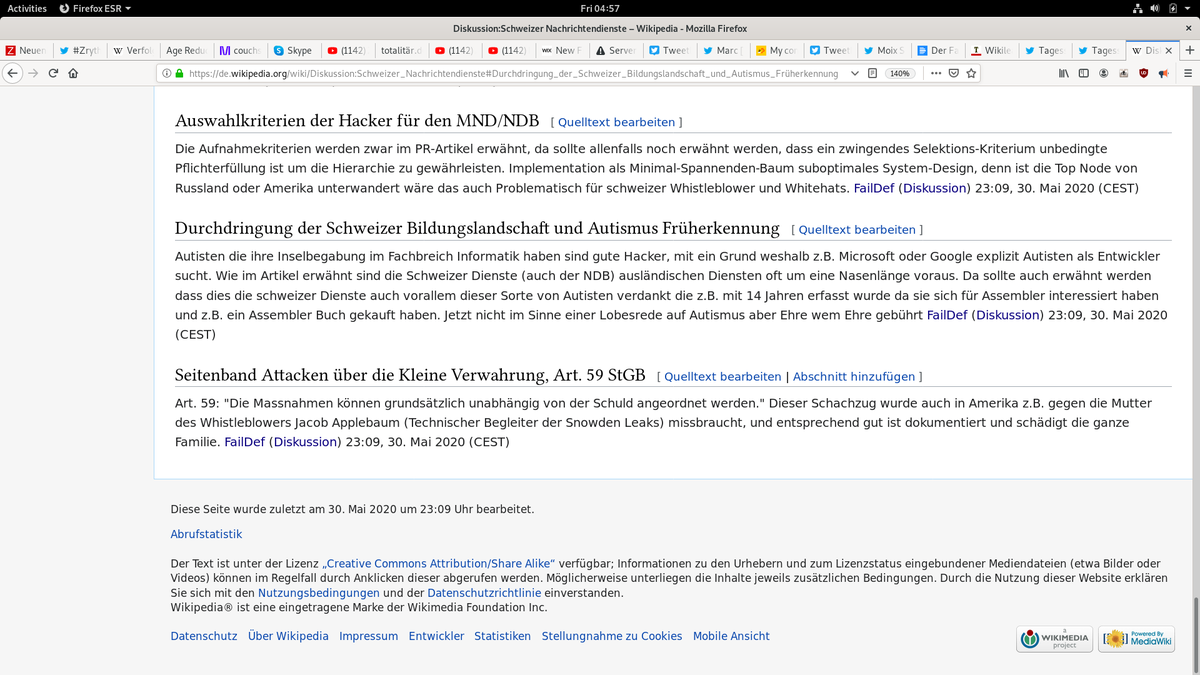 Activities Firefox ESR Fri 04:57
Diskussion:Schweizer Nachrichtendienste – Wikipedia - Mozilla Firefox
Neuen #Zryt Verfol Age Redu couch Skype (1142) totalitär.o (1142) (1142) New F Server Tweet Marc | My cor Tweet Moix S Der Fa Wikile Tages Tages Dis
https://de.wikipedia.org/wiki/Diskussion:Schweizer_Nachrichtendienste#Durchdringung_der_Schweizer_Bildungslandschaft_und_Autismus_Früherkennung 140%
Auswahlkriterien der Hacker für den MND/NDB [ Quelltext bearbeiten ]
Die Aufnahmekriterien werden zwar im PR-Artikel erwähnt, da sollte allenfalls noch erwähnt werden, dass ein zwingendes Selektions-Kriterium unbedingte
Pflichterfüllung ist um die Hierarchie zu gewährleisten. Implementation als Minimal-Spannenden-Baum suboptimales System-Design, denn ist die Top Node von
Russland oder Amerika unterwandert wäre das auch Problematisch für schweizer Whistleblower und Whitehats. FailDef (Diskussion) 23:09, 30. Mai 2020 (CEST)
Durchdringung der Schweizer Bildungslandschaft und Autismus Früherkennung [ Quelltext bearbeiten ]
Autisten die ihre Inselbegabung im Fachbreich Informatik haben sind gute Hacker, mit ein Grund weshalb z.B. Microsoft oder Google explizit Autisten als Entwickler
sucht. Wie im Artikel erwähnt sind die Schweizer Dienste (auch der NDB) ausländischen Diensten oft um eine Nasenlänge voraus. Da sollte auch erwähnt werden
dass dies die schweizer Dienste auch vorallem dieser Sorte von Autisten verdankt die z.B. mit 14 Jahren erfasst wurde da sie sich für Assembler interessiert haben
und z.B. ein Assembler Buch gekauft haben. Jetzt nicht im Sinne einer Lobesrede auf Autismus aber Ehre wem Ehre gebührt FailDef (Diskussion) 23:09, 30. Mai 2020
(CEST)
Seitenband Attacken über die Kleine Verwahrung, Art. 59 StGB [ Quelltext bearbeiten | Abschnitt hinzufügen ]
Art. 59: "Die Massnahmen können grundsätzlich unabhängig von der Schuld angeordnet werden." Dieser Schachzug wurde auch in Amerika z.B. gegen die Mutter
des Whistleblowers Jacob Applebaum (Technischer Begleiter der Snowden Leaks) missbraucht, und entsprechend gut ist dokumentiert und schädigt die ganze
Familie. FailDef (Diskussion) 23:09, 30. Mai 2020 (CEST)
Diese Seite wurde zuletzt am 30. Mai 2020 um 23:09 Uhr bearbeitet.
Abrufstatistik
Der Text ist unter der Lizenz „Creative Commons Attribution/Share Alike“ verfügbar; Informationen zu den Urhebern und zum Lizenzstatus eingebundener Mediendateien (etwa Bilder oder
Videos) können im Regelfall durch Anklicken dieser abgerufen werden. Möglicherweise unterliegen die Inhalte jeweils zusätzlichen Bedingungen. Durch die Nutzung dieser Website erklären
Sie sich mit den Nutzungsbedingungen und der Datenschutzrichtlinie einverstanden.
Wikipedia® ist eine eingetragene Marke der Wikimedia Foundation Inc.
Datenschutz Über Wikipedia Impressum Entwickler Statistiken Stellungnahme zu Cookies Mobile Ansicht
a WIKIMEDIA project Powered By MediaWiki